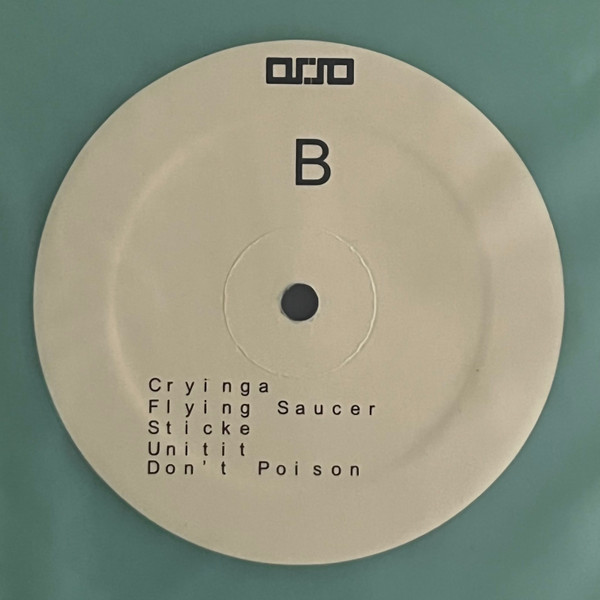 B
Cryinga
Flying Saucer
Sticke
Unitit
Don't Poison